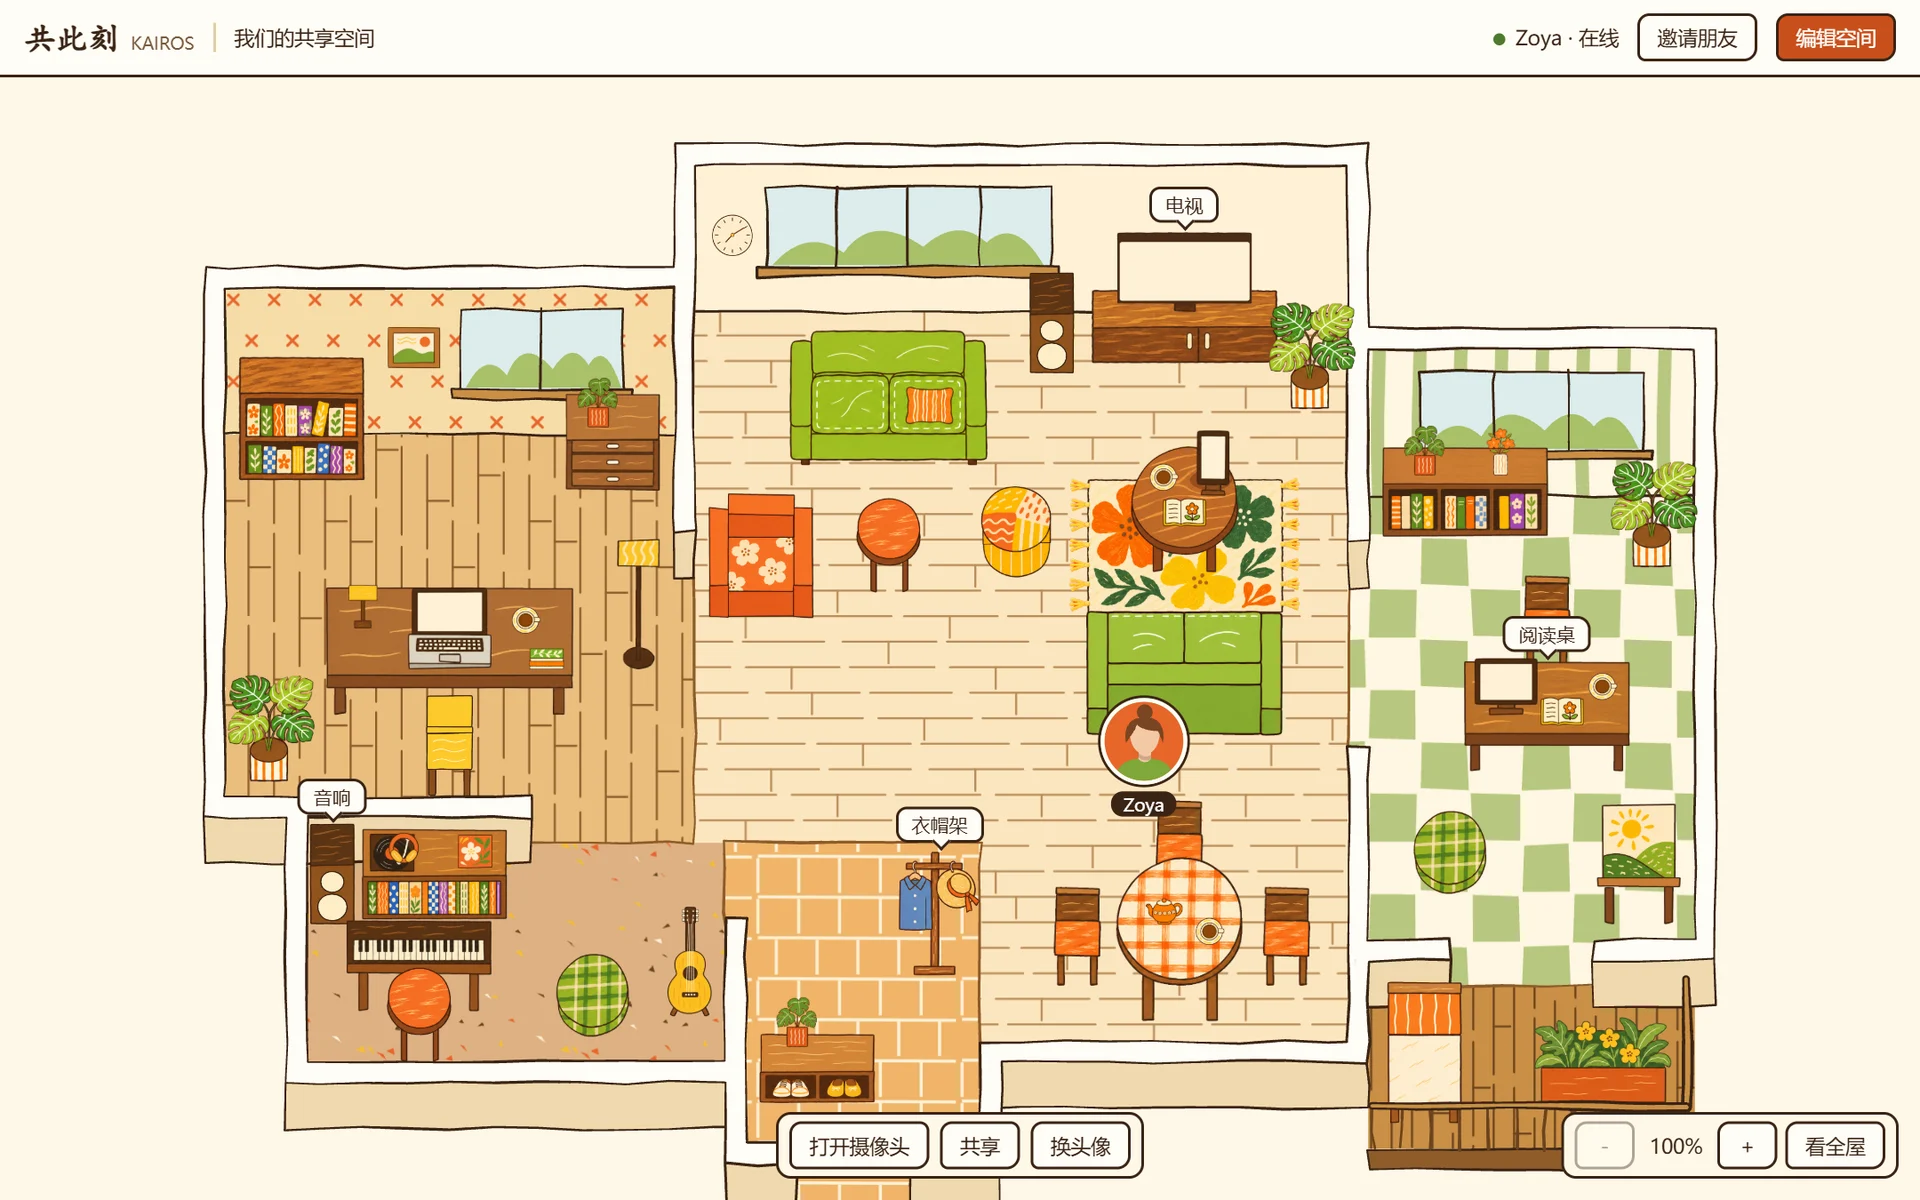 共此刻 KAIROS 我们的共享空间
Zoya · 在线 邀请朋友 编辑空间
电视
阅读桌
音响
衣帽架
Zoya
打开摄像头 共享 换头像
- 100% + 看全屋